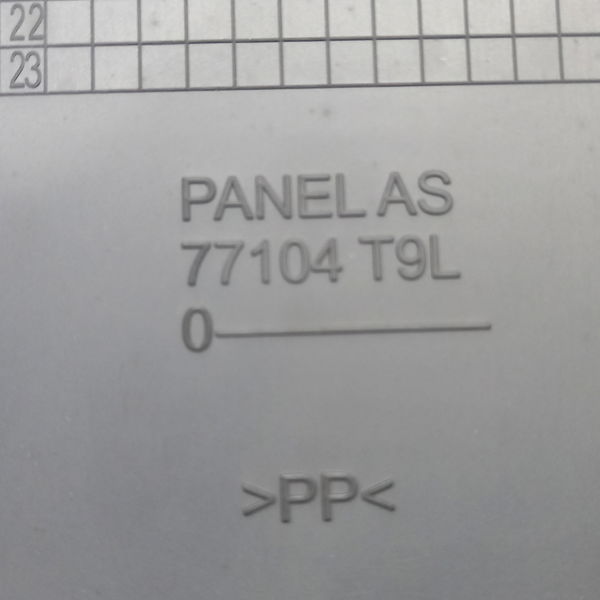 22
23
PANEL AS
77104 T9L
0
>PP<